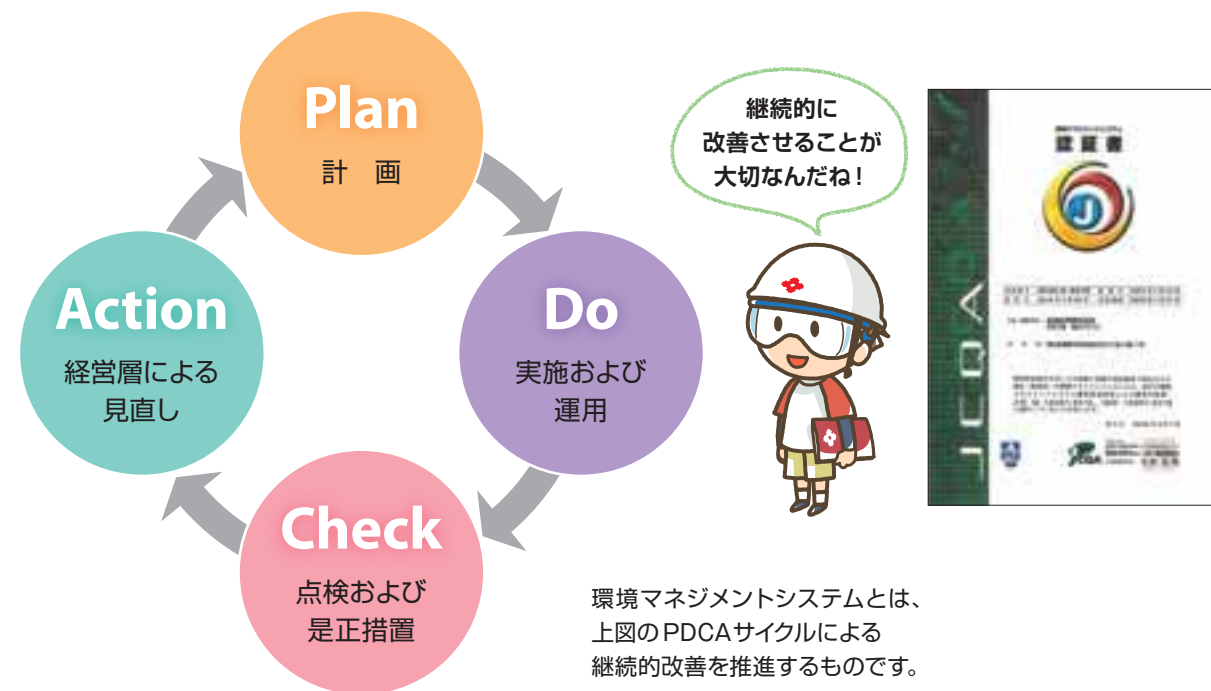 Plan
計　画
Do
実施および
運用
Check
点検および
是正措置
Action
経営層による
見直し
継続的に
改善させることが
大切なんだね！
認証書
J
JCQA
環境マネジメントシステムとは、
上図のPDCAサイクルによる
継続的改善を推進するものです。